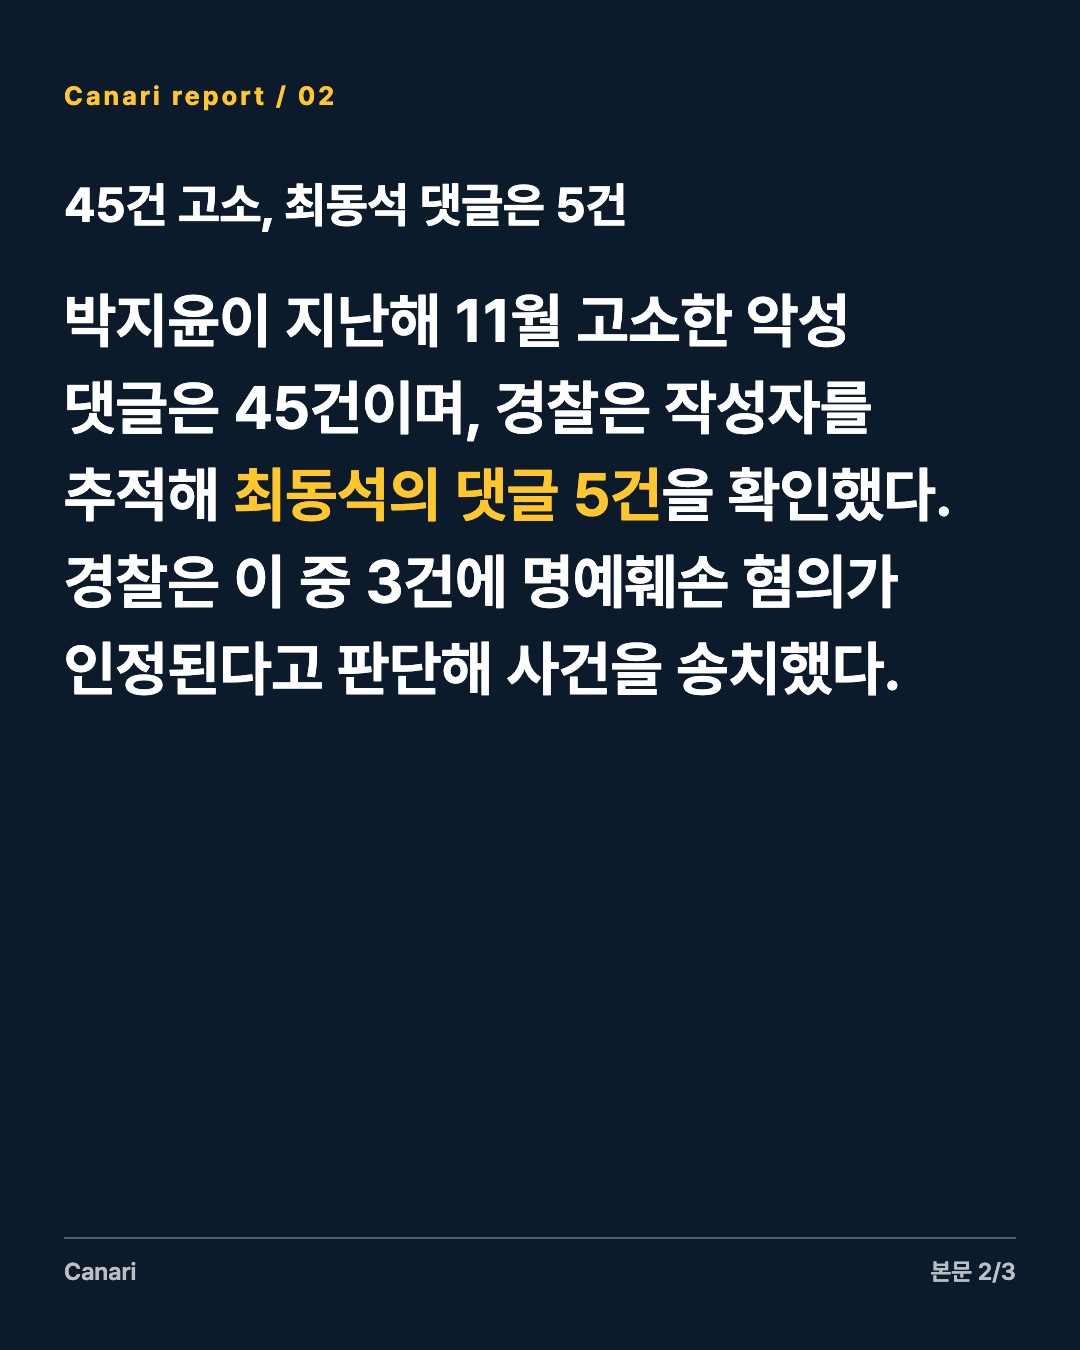 Canari report / 02
45건 고소, 최동석 댓글은 5건
박지윤이 지난해 11월 고소한 악성
댓글은 45건이며, 경찰은 작성자를
추적해 최동석의 댓글 5건을 확인했다.
경찰은 이 중 3건에 명예훼손 혐의가
인정된다고 판단해 사건을 송치했다.
Canari
본문 2/3